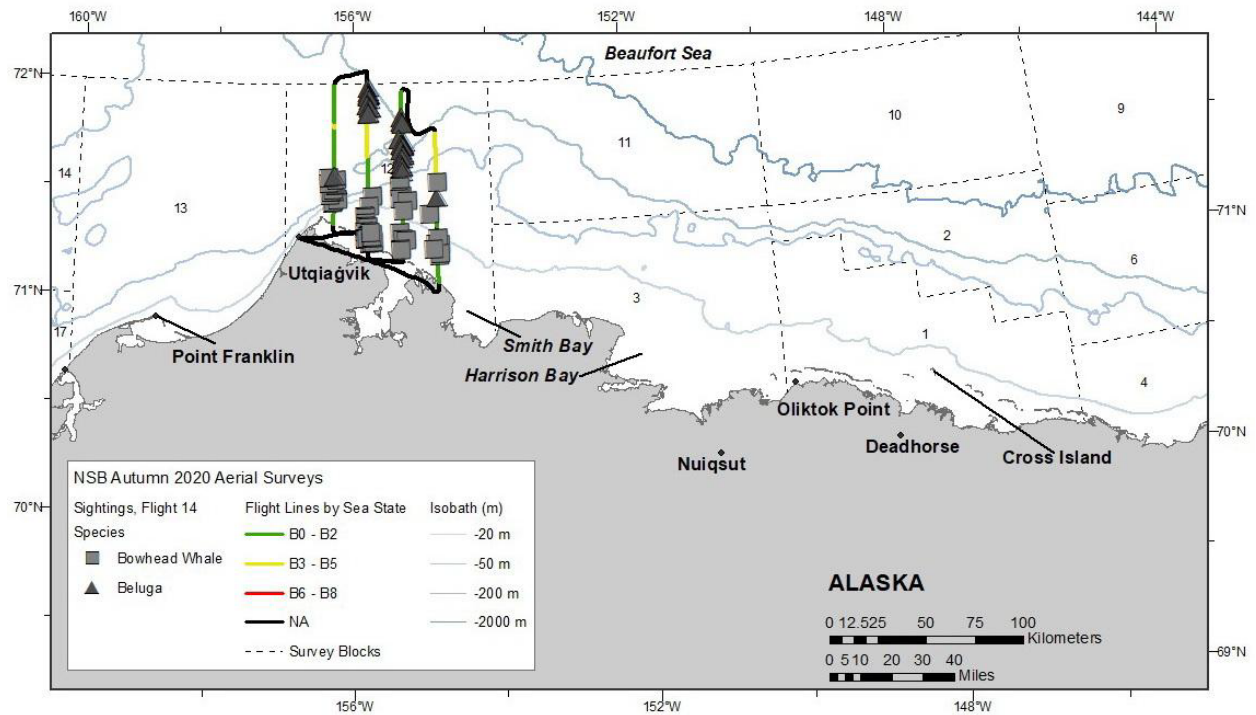 160°W 156°W 152°W 148°W 144°W
72°N
Beaufort Sea
10
9
11
14
12
13
71°N
2
6
Utqiaġvik
71°N
3
17
1
Point Franklin
Smith Bay
Harrison Bay
4
Oliktok Point
Deadhorse
70°N
Cross Island
Nuiqsut
NSB Autumn 2020 Aerial Surveys
Sightings, Flight 14
Species
Bowhead Whale
Beluga
Flight Lines by Sea State
B0 - B2
B3 - B5
B6 - B8
NA
Survey Blocks
Isobath (m)
-20 m
-50 m
-200 m
-2000 m
70°N
ALASKA
0 12.525 50 75 100
Kilometers
0 5 10 20 30 40
Miles
69°N
156°W 152°W 148°W